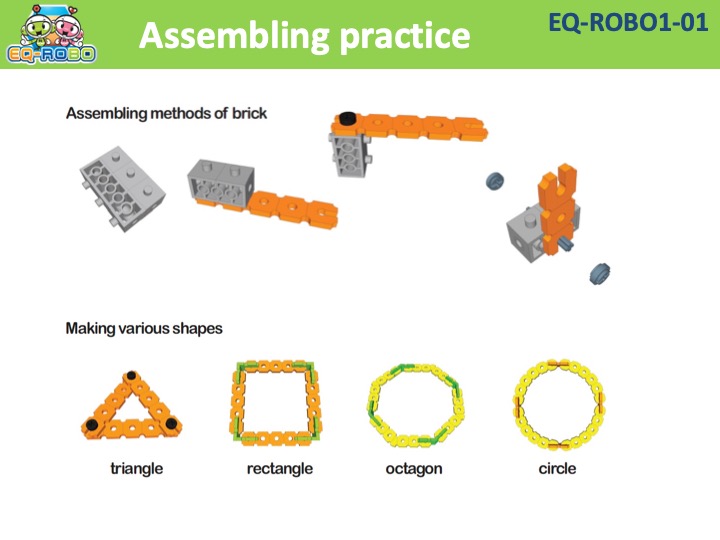 EQ-ROBO
Assembling practice
EQ-ROBO1-01
Assembling methods of brick
Making various shapes
triangle
rectangle
octagon
circle